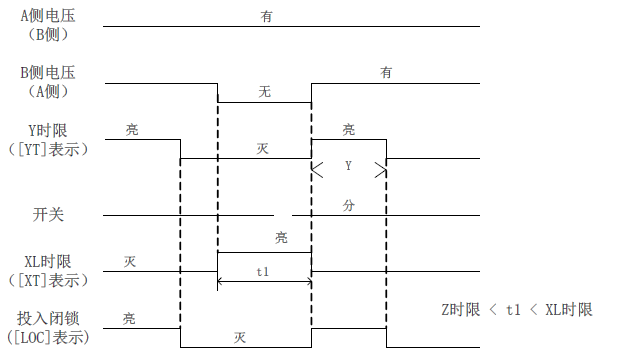 A侧电压
有
（B侧）
B侧电压
有
（A侧）
无
Y时限
亮
亮
（[YT]表示）
灭
Y
开关
分
亮
XL时限
灭
（[XT]表示）
t1
Z时限 < t1 < XL时限
投入闭锁
亮
（[LOC]表示）
灭